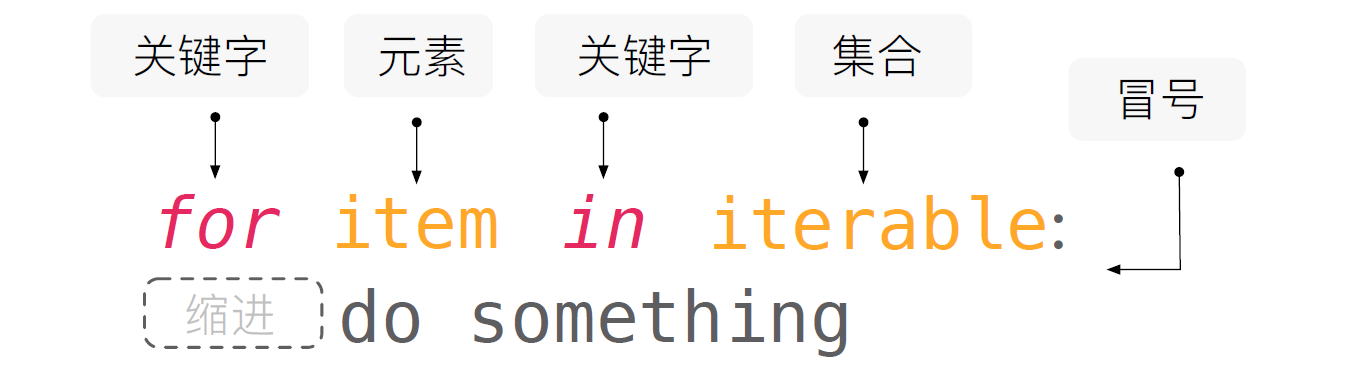 关键字 元素 关键字 集合
冒号
for item in iterable:
缩进 do something